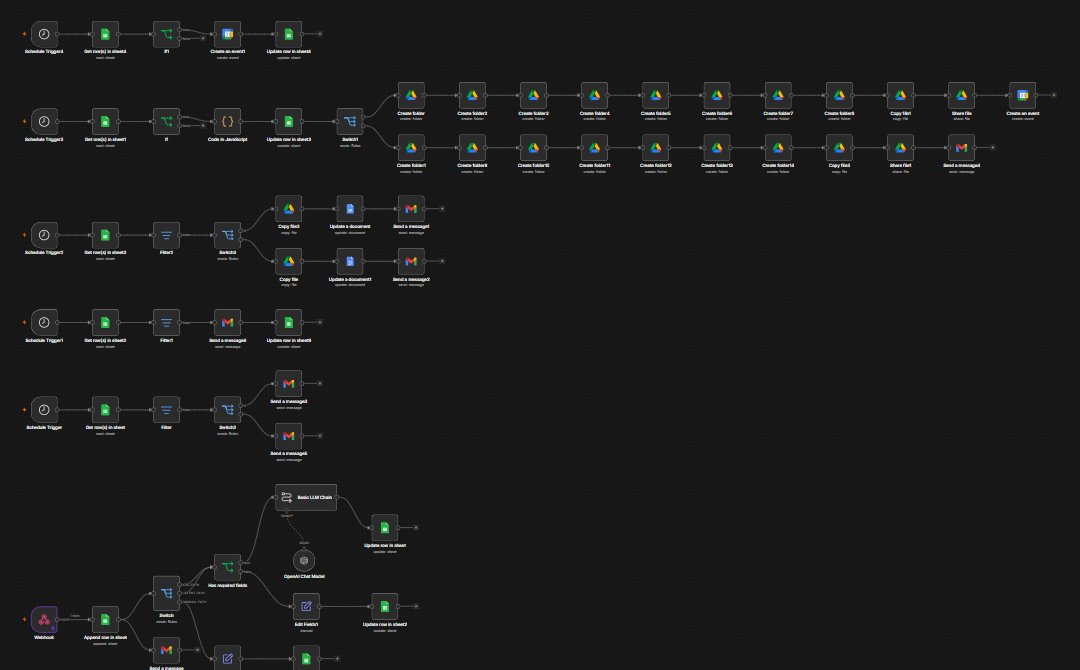 Schedule Trigger4
Get row(s) in sheet4
read: sheet
If1
Create an event1
create: event
Update row in sheet4
update: sheet
Create folder
create: folder
Create folder2
create: folder
Create folder3
create: folder
Create folder4
create: folder
Create folder5
create: folder
Create folder6
create: folder
Create folder7
create: folder
Create folder8
create: folder
Copy file1
copy: file
Share file
share: file
Create an event
create: event
Schedule Trigger3
Get row(s) in sheet1
read: sheet
If
Code in JavaScript
Update row in sheet3
update: sheet
Switch1
mode: Rules
Create folder1
create: folder
Create folder9
create: folder
Create folder10
create: folder
Create folder11
create: folder
Create folder12
create: folder
Create folder13
create: folder
Create folder14
create: folder
Copy file3
copy: file
Share file1
share: file
Send a message4
send: message
Schedule Trigger2
Get row(s) in sheet3
read: sheet
Filter2
Switch3
mode: Rules
Copy file2
copy: file
Update a document
update: document
Send a message1
send: message
Copy file
copy: file
Update a document1
update: document
Send a message2
send: message
Schedule Trigger1
Get row(s) in sheet2
read: sheet
Filter1
Send a message6
send: message
Update row in sheet9
update: sheet
Schedule Trigger
Get row(s) in sheet
read: sheet
Filter
Switch2
mode: Rules
Send a message3
send: message
Send a message5
send: message
Basic LLM Chain
Model
Model
OpenAI Chat Model
Update row in sheet
update: sheet
Has required fields
Switch
mode: Rules
Edit Fields1
manual
Update row in sheet2
update: sheet
Webhook
1 item
Append row in sheet
append: sheet
Send a message